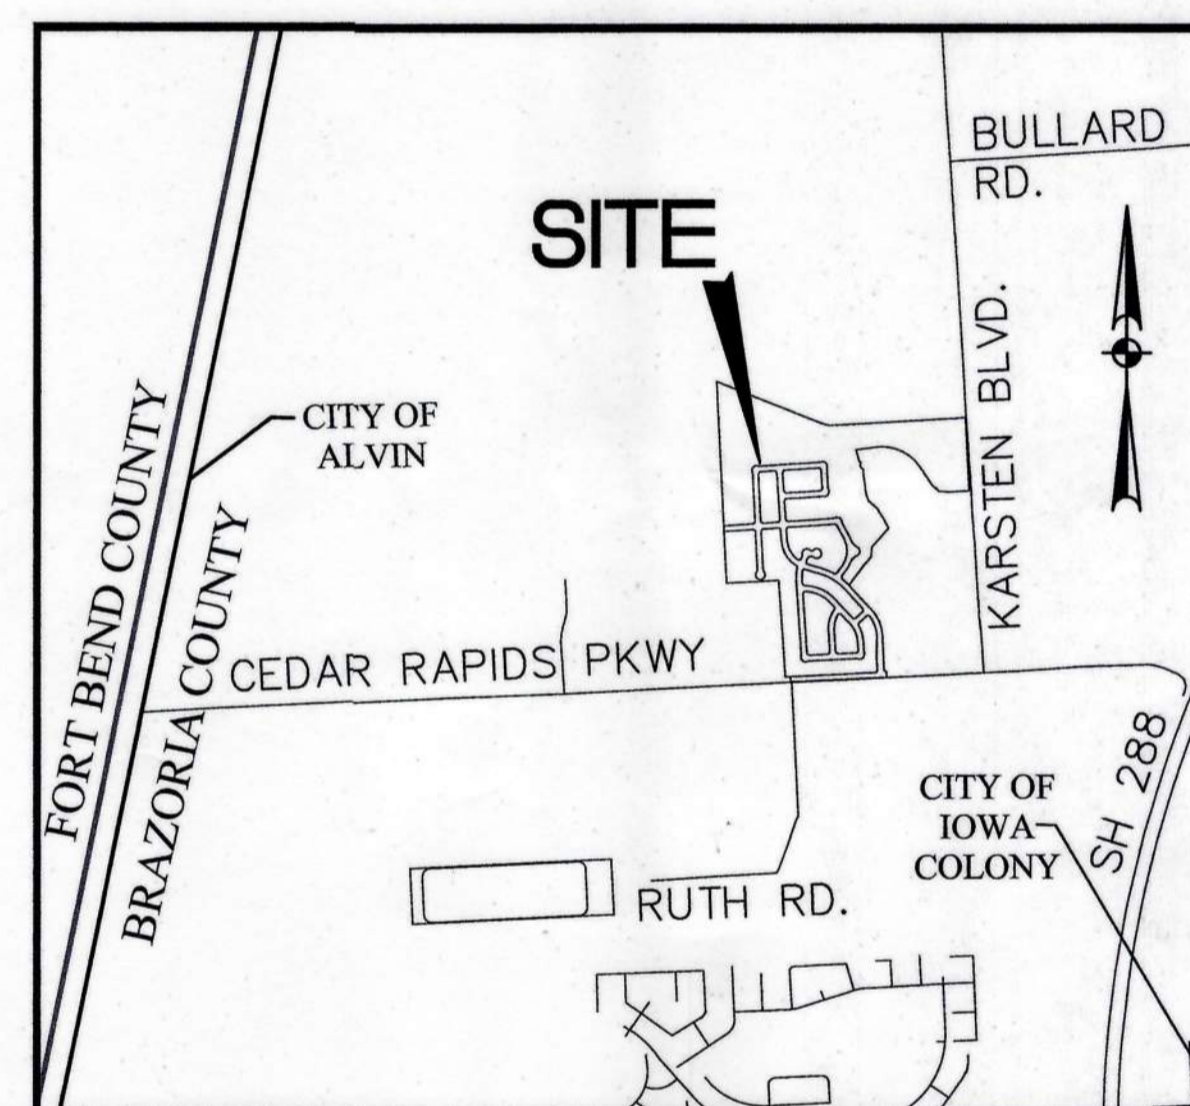 BULLARD
RD.
SITE
KARSTEN BLVD.
CITY OF
ALVIN
FORT BEND COUNTY
BRAZORIA COUNTY
CEDAR RAPIDS PKWY
SH 288
CITY OF
IOWA
COLONY
RUTH RD.